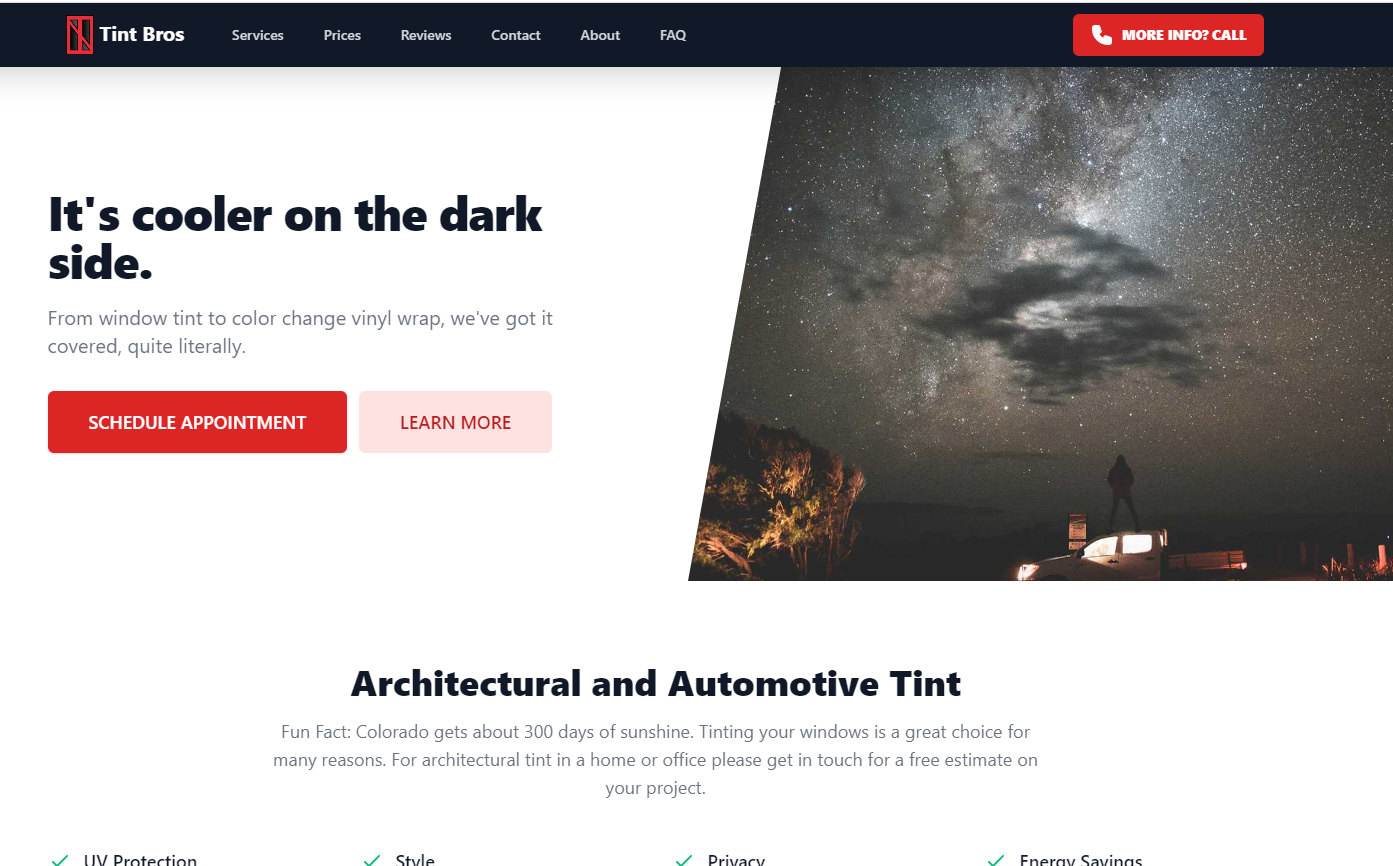 Tint Bros
Services
Prices
Reviews
Contact
About
FAQ
MORE INFO? CALL
It's cooler on the dark
side.
From window tint to color change vinyl wrap, we've got it
covered, quite literally.
SCHEDULE APPOINTMENT
LEARN MORE
Architectural and Automotive Tint
Fun Fact: Colorado gets about 300 days of sunshine. Tinting your windows is a great choice for
many reasons. For architectural tint in a home or office please get in touch for a free estimate on
your project.
UV Protection
Style
Privacy
Energy Savings